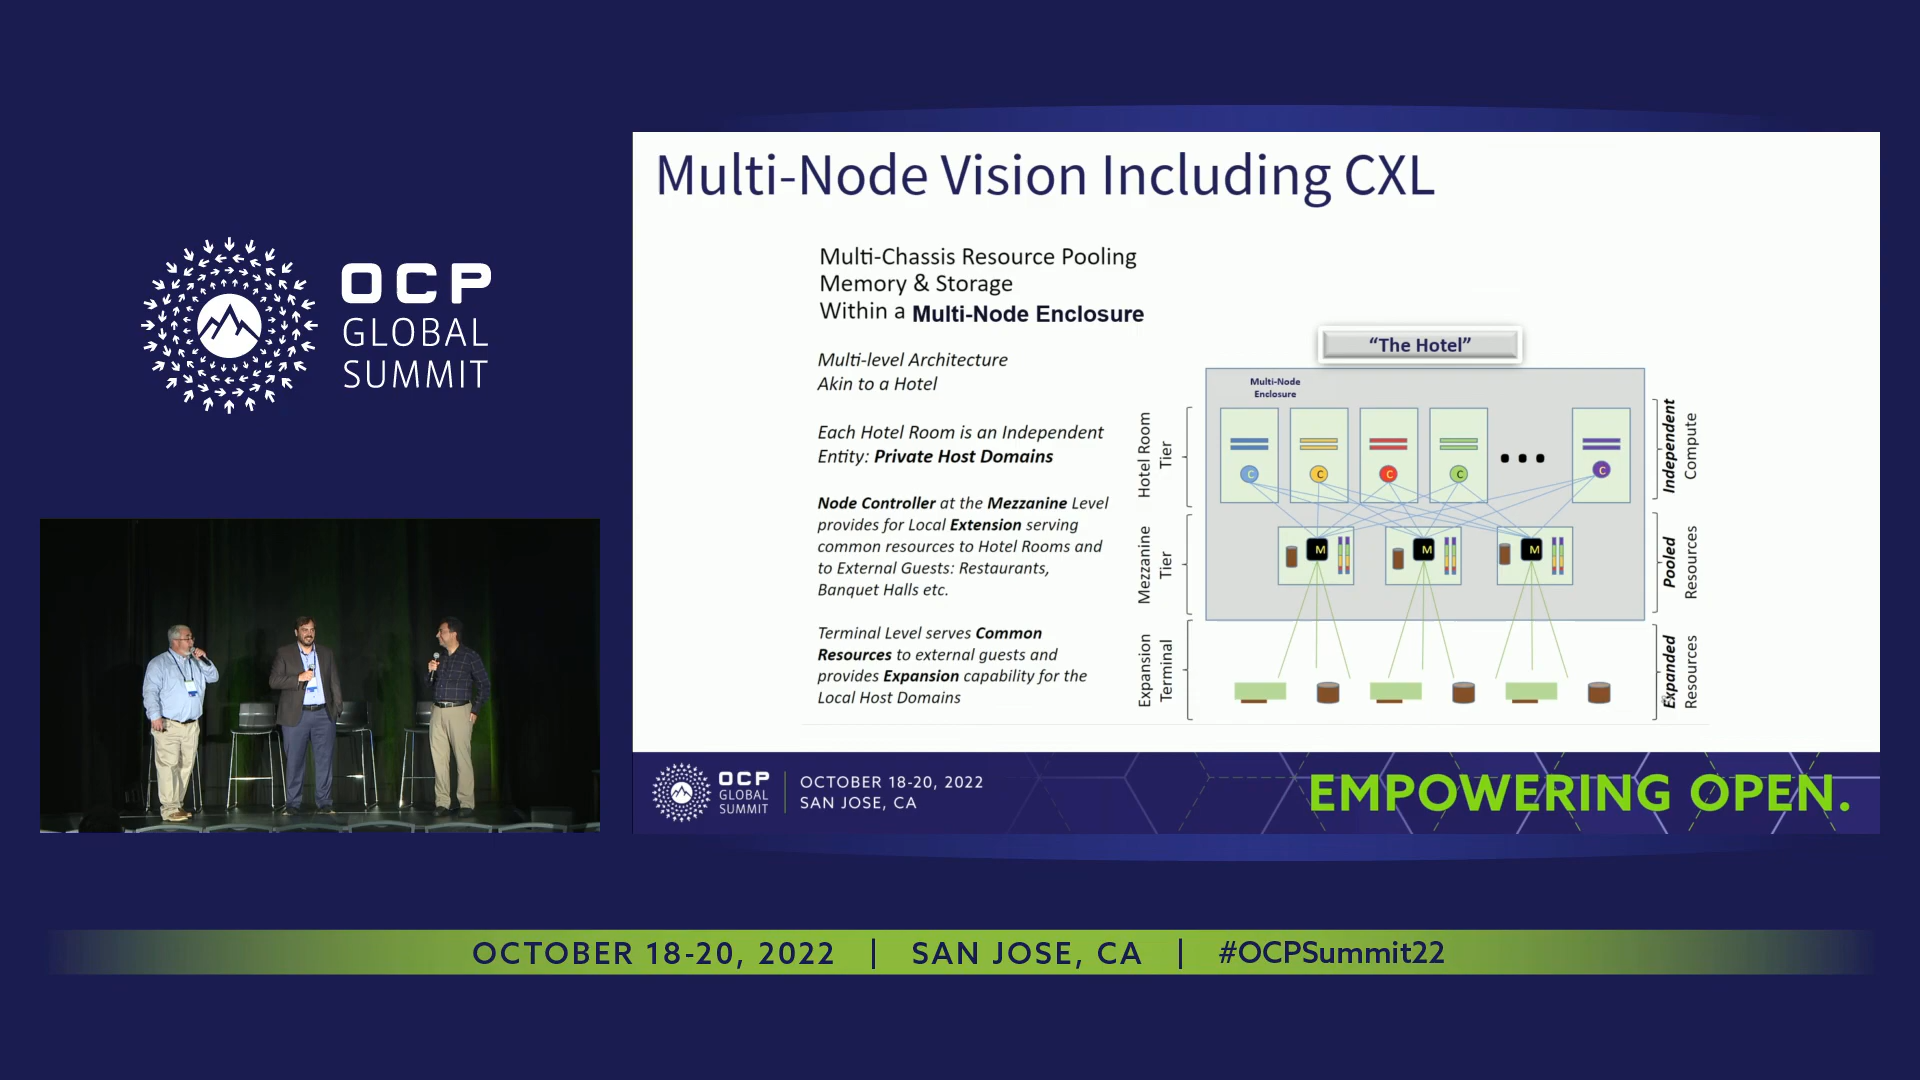 OCP
GLOBAL
SUMMIT
Multi-Node Vision Including CXL
Multi-Chassis Resource Pooling
Memory & Storage
Within a Multi-Node Enclosure
Multi-level Architecture
Akin to a Hotel
Each Hotel Room is an Independent
Entity: Private Host Domains
Node Controller at the Mezzanine Level
provides for Local Extension serving
common resources to Hotel Rooms and
to External Guests: Restaurants,
Banquet Halls etc.
Terminal Level serves Common
Resources to external guests and
provides Expansion capability for the
Local Host Domains
“The Hotel”
Multi-Node
Enclosure
Hotel Room
Tier
C C C C C
Independent
Compute
Mezzanine
Tier
M M M
Pooled
Resources
Expansion
Terminal
Expanded
Resources
OCP
GLOBAL
SUMMIT
OCTOBER 18-20, 2022
SAN JOSE, CA
EMPOWERING OPEN.
OCTOBER 18-20, 2022 | SAN JOSE, CA | #OCPSummit22